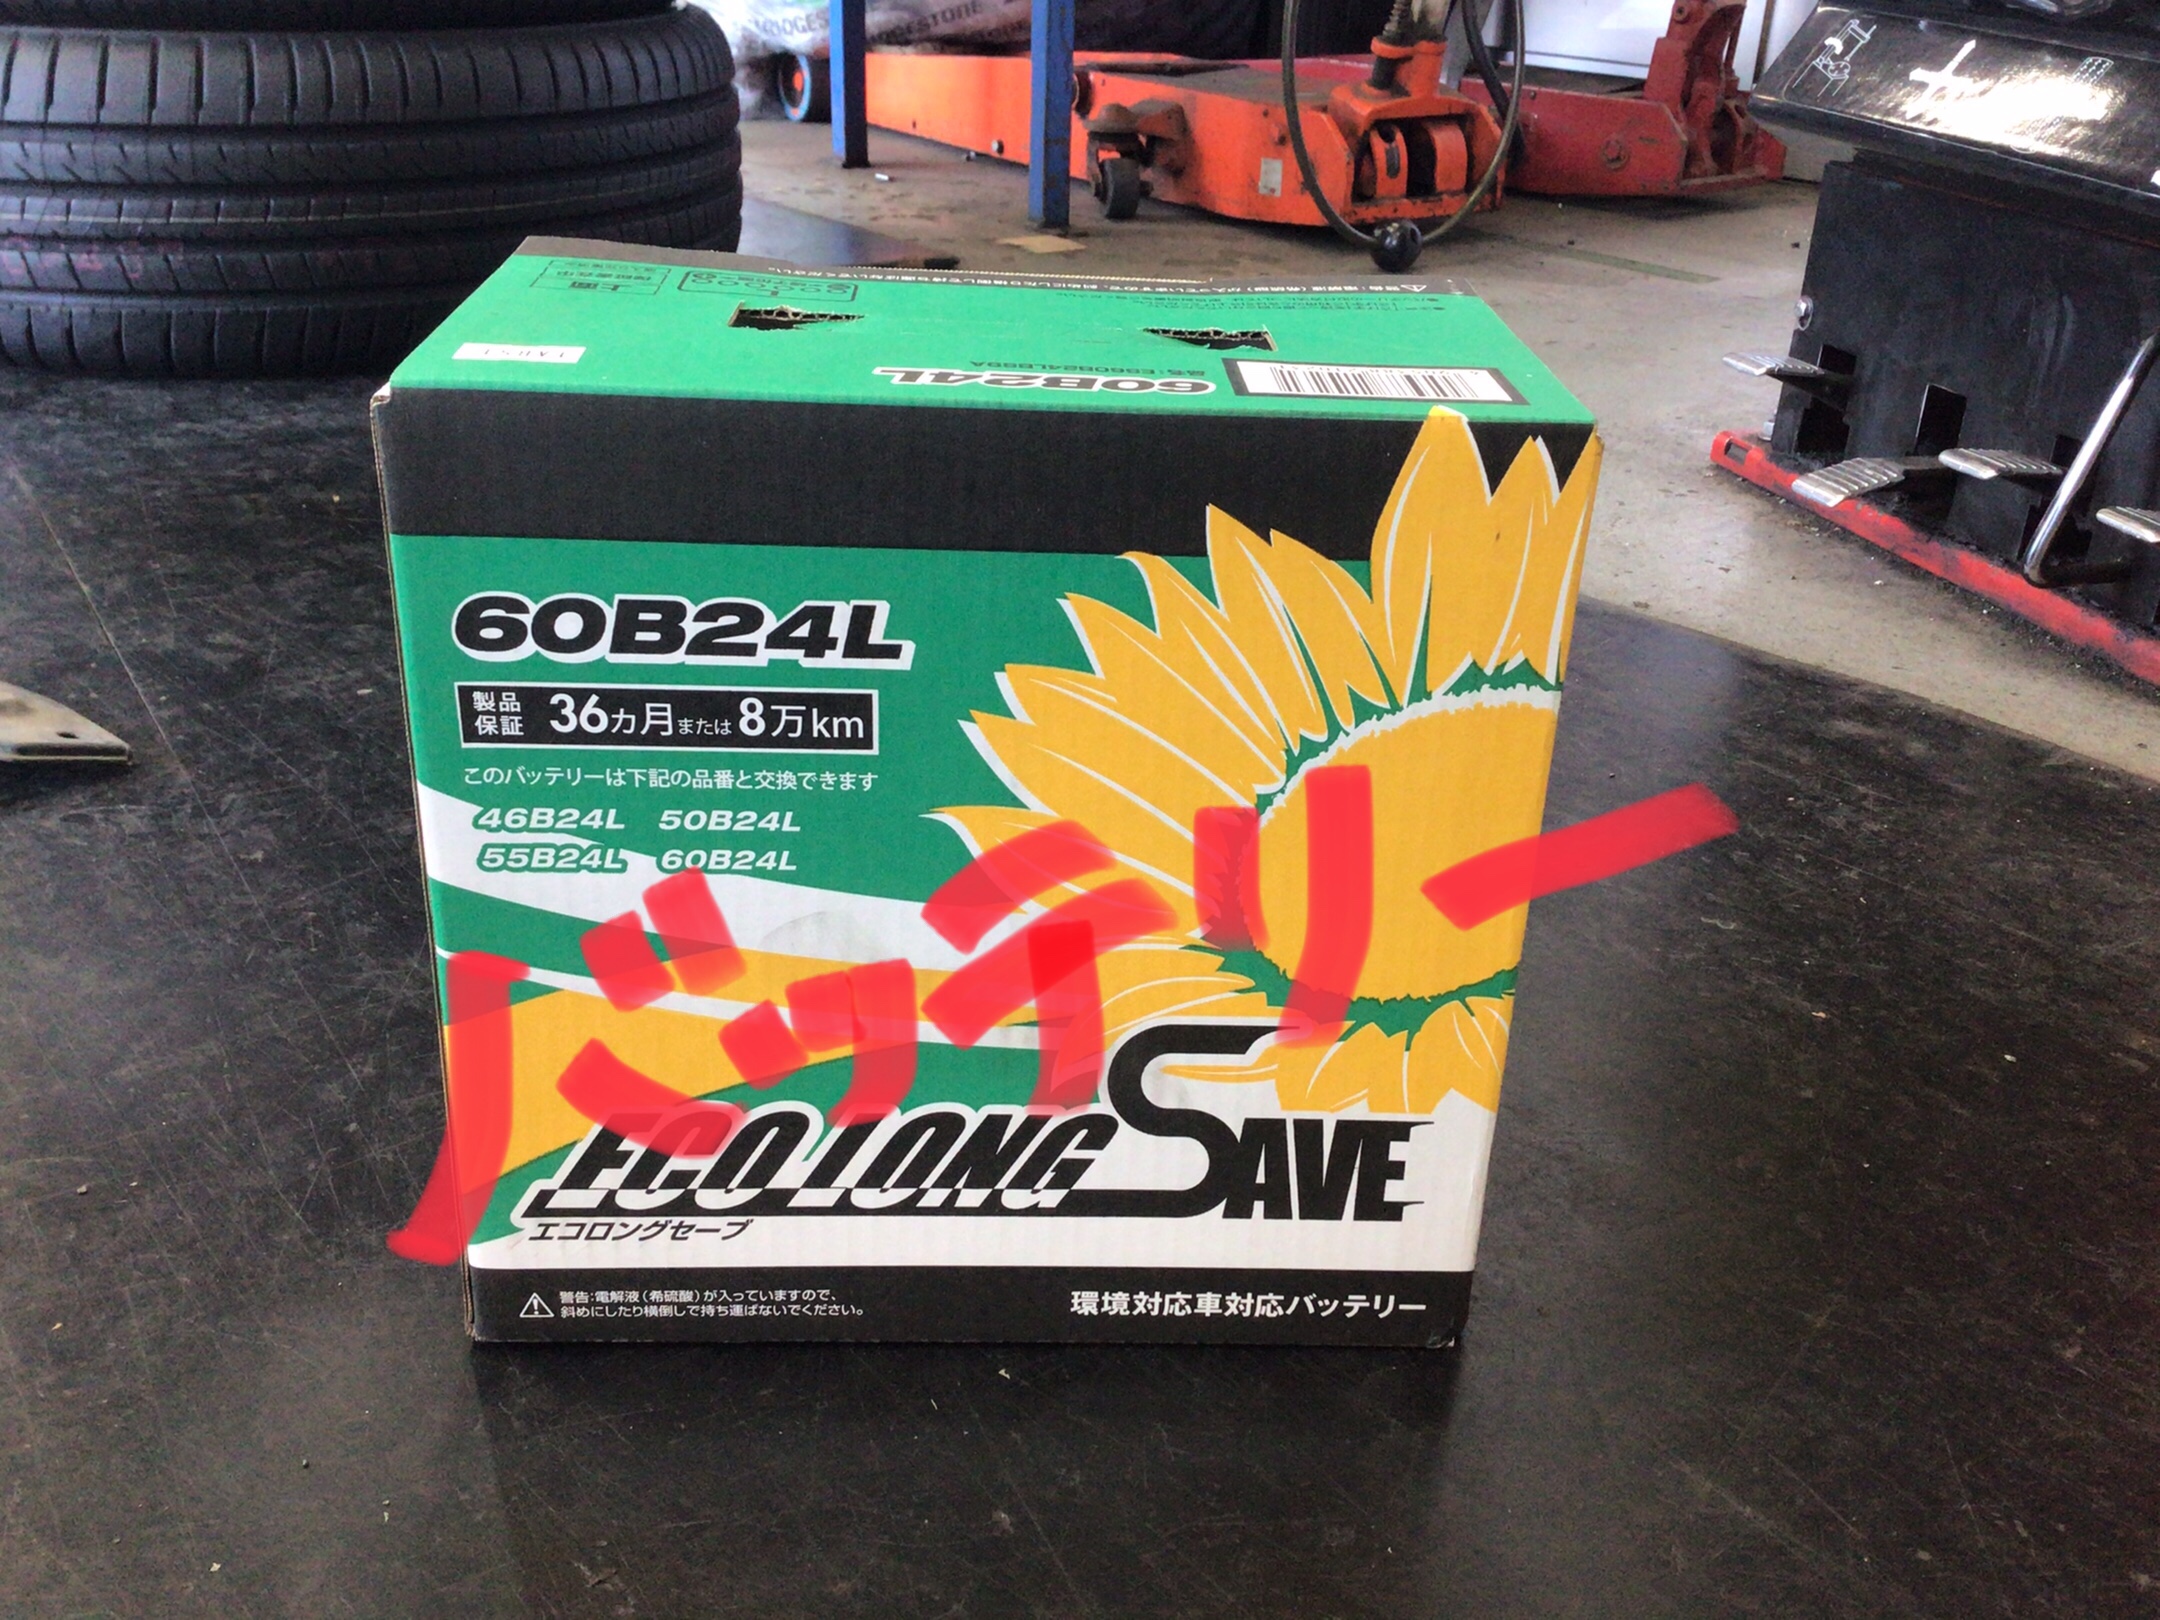 上面
60B24L
品番:ES60B24LB99A
60B24L
製品保証 36カ月または8万km
このバッテリーは下記の品番と交換できます
46B24L 50B24L
55B24L 60B24L
バッテリー
ECO LONG SAVE
エコロングセーブ
警告:電解液(希硫酸)が入っていますので、
斜めにしたり横倒しで持ち運ばないでください。
環境対応車対応バッテリー